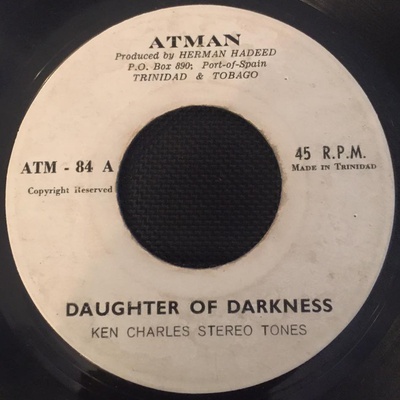 ATMAN
Produced by HERMAN HADEED
P.O. Box 890; Port-of-Spain
TRINIDAD & TOBAGO
ATM - 84 A
45 R.P.M.
Copyright Reserved
MADE IN TRINIDAD
DAUGHTER OF DARKNESS
KEN CHARLES STEREO TONES